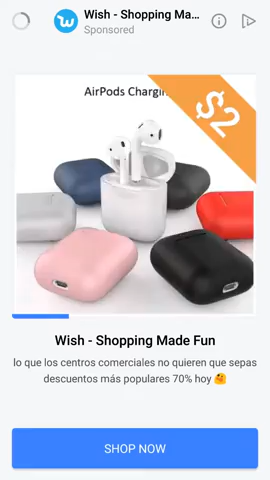 Wish - Shopping Ma...
Sponsored
AirPods Chargin
$2
Wish - Shopping Made Fun
lo que los centros comerciales no quieren que sepas
descuentos más populares 70% hoy 🤔
SHOP NOW